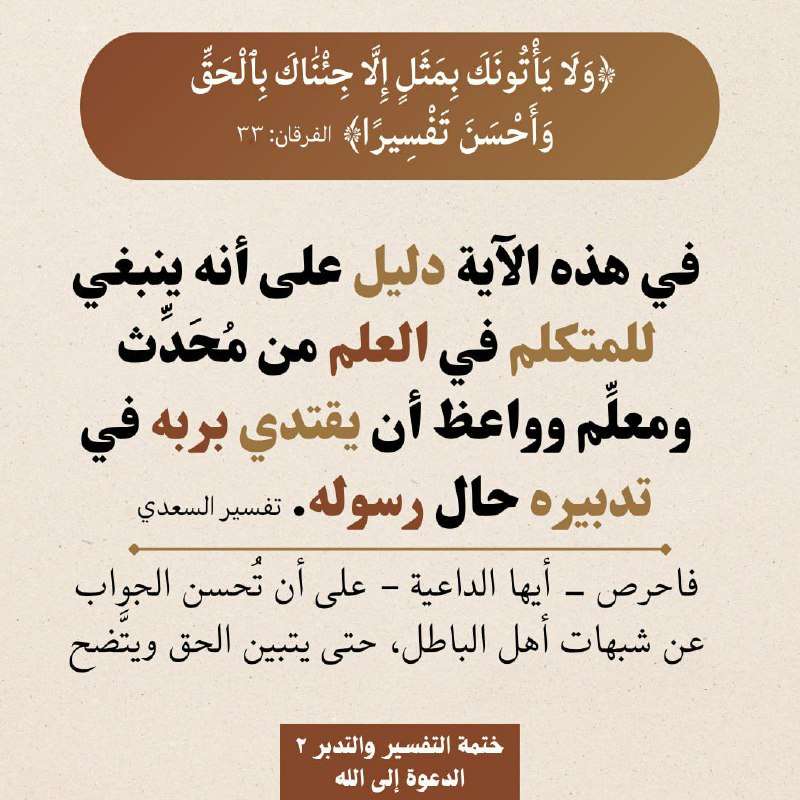 ﴿وَلَا يَأْتُونَكَ بِمَثَلٍ إِلَّا جِئْنَٰاكَ بِٱلْحَقِّ
وَأَحْسَنَ تَفْسِيرًا﴾ الفرقان: ٣٣
في هذه الآية دليل على أنه ينبغي
للمتكلم في العلم من مُحَدِّث
ومعلِّم وواعظ أن يقتدي بربه في
تدبيره حال رسوله. تفسير السعدي
فاحرص – أيها الداعية – على أن تُحسن الجواب
عن شبهات أهل الباطل، حتى يتبين الحق ويتَّضح
ختمة التفسير والتدبر ٢
الدعوة إلى الله